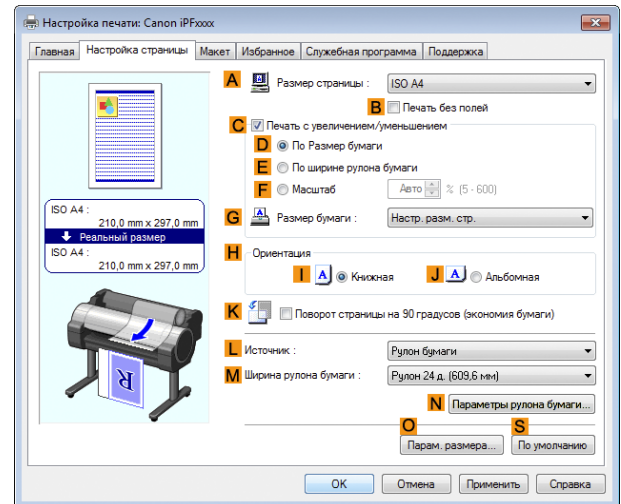 Настройка печати: Canon iPFxxxx
Главная Настройка страницы Макет Избранное Служебная программа Поддержка
A Размер страницы : ISO A4
B Печать без полей
C Печать с увеличением/уменьшением
D По Размер бумаги
E По ширине рулона бумаги
F Масштаб Авто % (5 - 600)
ISO A4 :
210,0 mm x 297,0 mm
Реальный размер
ISO A4 :
210,0 mm x 297,0 mm
G Размер бумаги : Настр. разм. стр.
H Ориентация
I A Книжная J A Альбомная
K Поворот страницы на 90 градусов (экономия бумаги)
R
L Источник : Рулон бумаги
M Ширина рулона бумаги : Рулон 24 д. (609,6 мм)
N Параметры рулона бумаги...
O S
Парам. размера... По умолчанию
OK Отмена Применить Справка